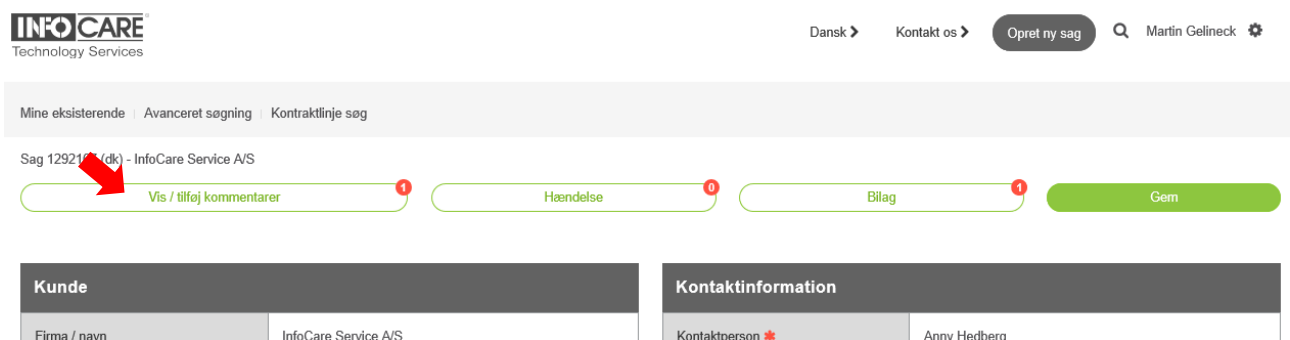 INFOCARE
Technology Services
Dansk
Kontakt os
Opret ny sag
Martin Gelineck
Mine eksisterende
Avanceret søgning
Kontraktlinje søg
(dk) - InfoCare Service A/S
Sag
Vis / tilføj kommentarer
1
Hændelse
0
Bilag
1
Gem
Kunde
Kontaktinformation
Firma / navn
InfoCare Service A/S
Kontaktperson
Anny Hedberg